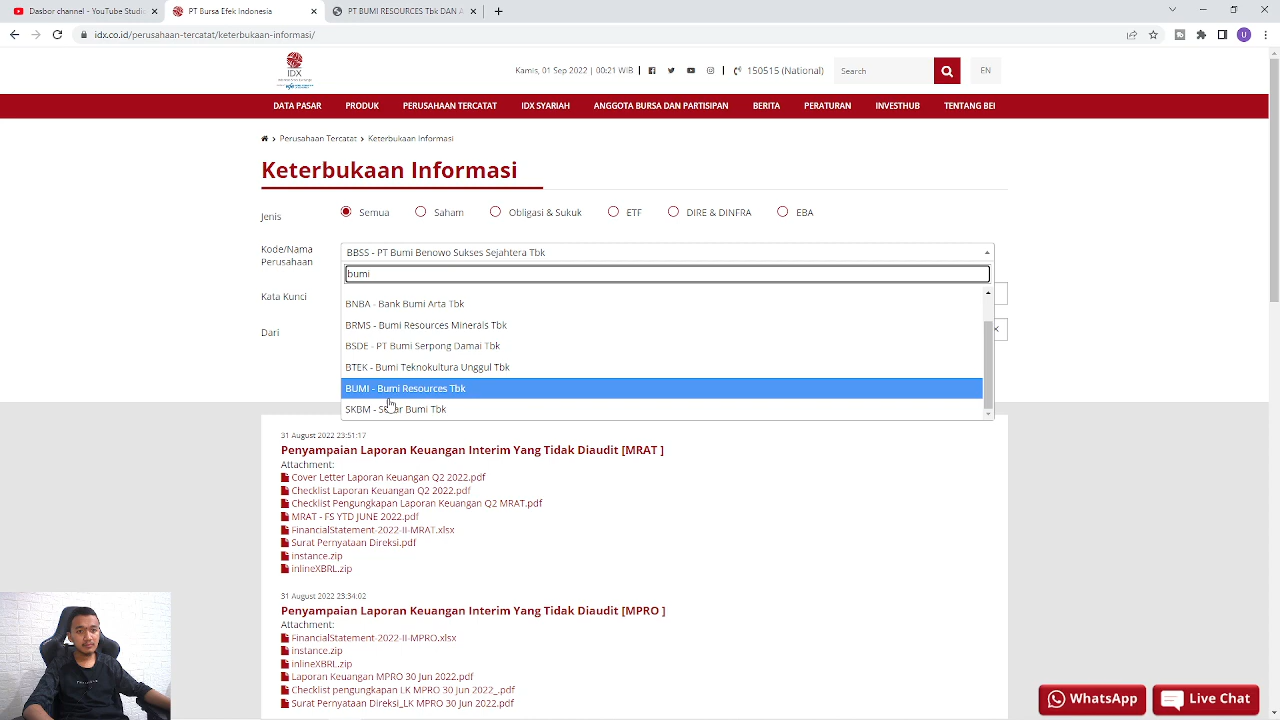 Dasbor channel - YouTube Studio
PT Bursa Efek Indonesia
PT BUMI RESOURCES Tbk DAN A
idx.co.id/perusahaan-tercatat/keterbukaan-informasi/
IDX
Kamis, 01 Sep 2022 | 00:21 WIB
150515 (National)
Search
EN
DATA PASAR PRODUK PERUSAHAAN TERCATAT IDX SYARIAH ANGGOTA BURSA DAN PARTISIPAN BERITA PERATURAN INVESTHUB TENTANG BEI
Perusahaan Tercatat > Keterbukaan Informasi
Keterbukaan Informasi
Jenis
Semua
Saham
Obligasi & Sukuk
ETF
DIRE & DINFRA
EBA
Kode/Nama
Perusahaan
BBSS - PT Bumi Benowo Sukses Sejahtera Tbk
bumi
Kata Kunci
BNBA - Bank Bumi Arta Tbk
BRMS - Bumi Resources Minerals Tbk
Dari
BSDE - PT Bumi Serpong Damai Tbk
BTEK - Bumi Teknokultura Unggul Tbk
BUMI - Bumi Resources Tbk
SKBM - Bumi Tbk
31 August 2022 23:51:17
Penyampaian Laporan Keuangan Interim Yang Tidak Diaudit [MRAT ]
Attachment:
Cover Letter Laporan Keuangan Q2 2022.pdf
Checklist Laporan Keuangan Q2 2022.pdf
Checklist Pengungkapan Laporan Keuangan Q2 MRAT.pdf
MRAT - FS YTD JUNE 2022.pdf
FinancialStatement-2022-II-MRAT.xlsx
Surat Pernyataan Direksi.pdf
instance.zip
inlineXBRL.zip
31 August 2022 23:34:02
Penyampaian Laporan Keuangan Interim Yang Tidak Diaudit [MPRO ]
Attachment:
FinancialStatement-2022-II-MPRO.xlsx
instance.zip
inlineXBRL.zip
Laporan Keuangan MPRO 30 Jun 2022.pdf
Checklist pengungkapan LK MPRO 30 Jun 2022_.pdf
Surat Pernyatan Direksi_LK MPRO_30 Jun 2022.pdf
WhatsApp
Live Chat